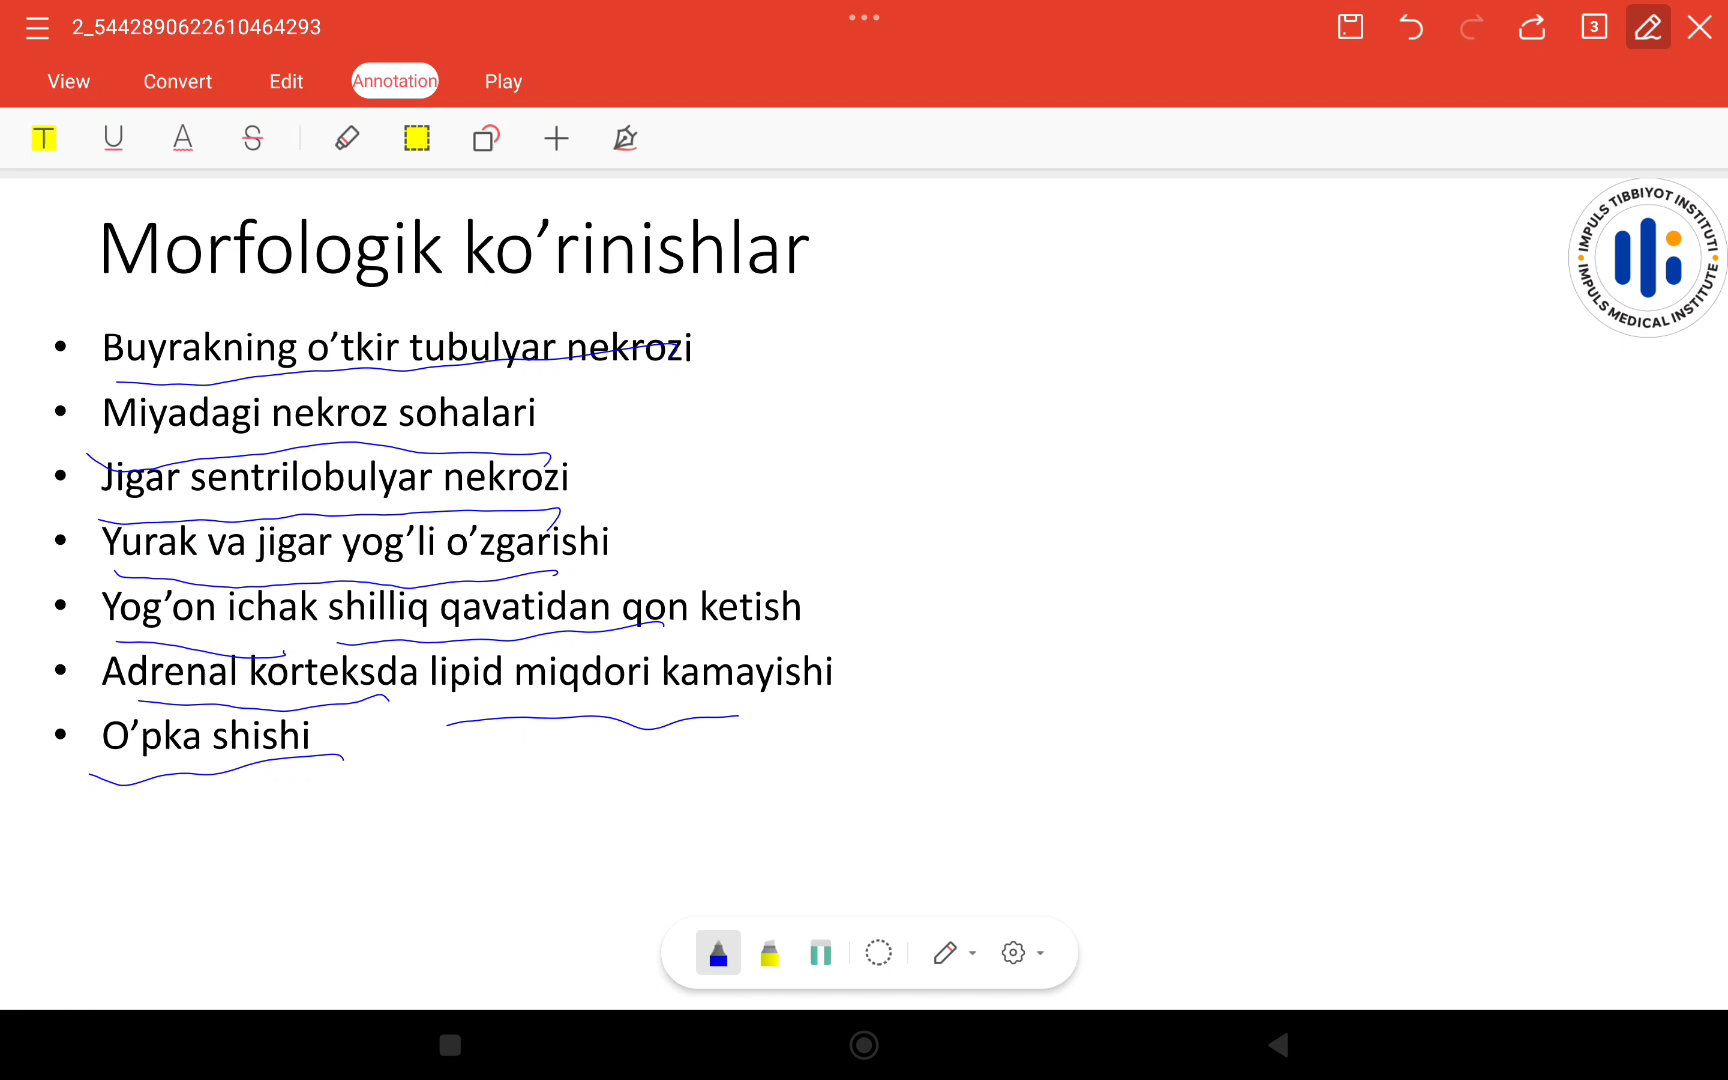 2_5442890622610464293
3
View Convert Edit Annotation Play
T U A S
IMPULS TIBBIYOT INSTITUTI
IMPULS MEDICAL INSTITUTE
Morfologik ko’rinishlar
• Buyrakning o’tkir tubulyar nekrozi
• Miyadagi nekroz sohalari
• Jigar sentrilobulyar nekrozi
• Yurak va jigar yog’li o’zgarishi
• Yog’on ichak shilliq qavatidan qon ketish
• Adrenal korteksda lipid miqdori kamayishi
• O’pka shishi